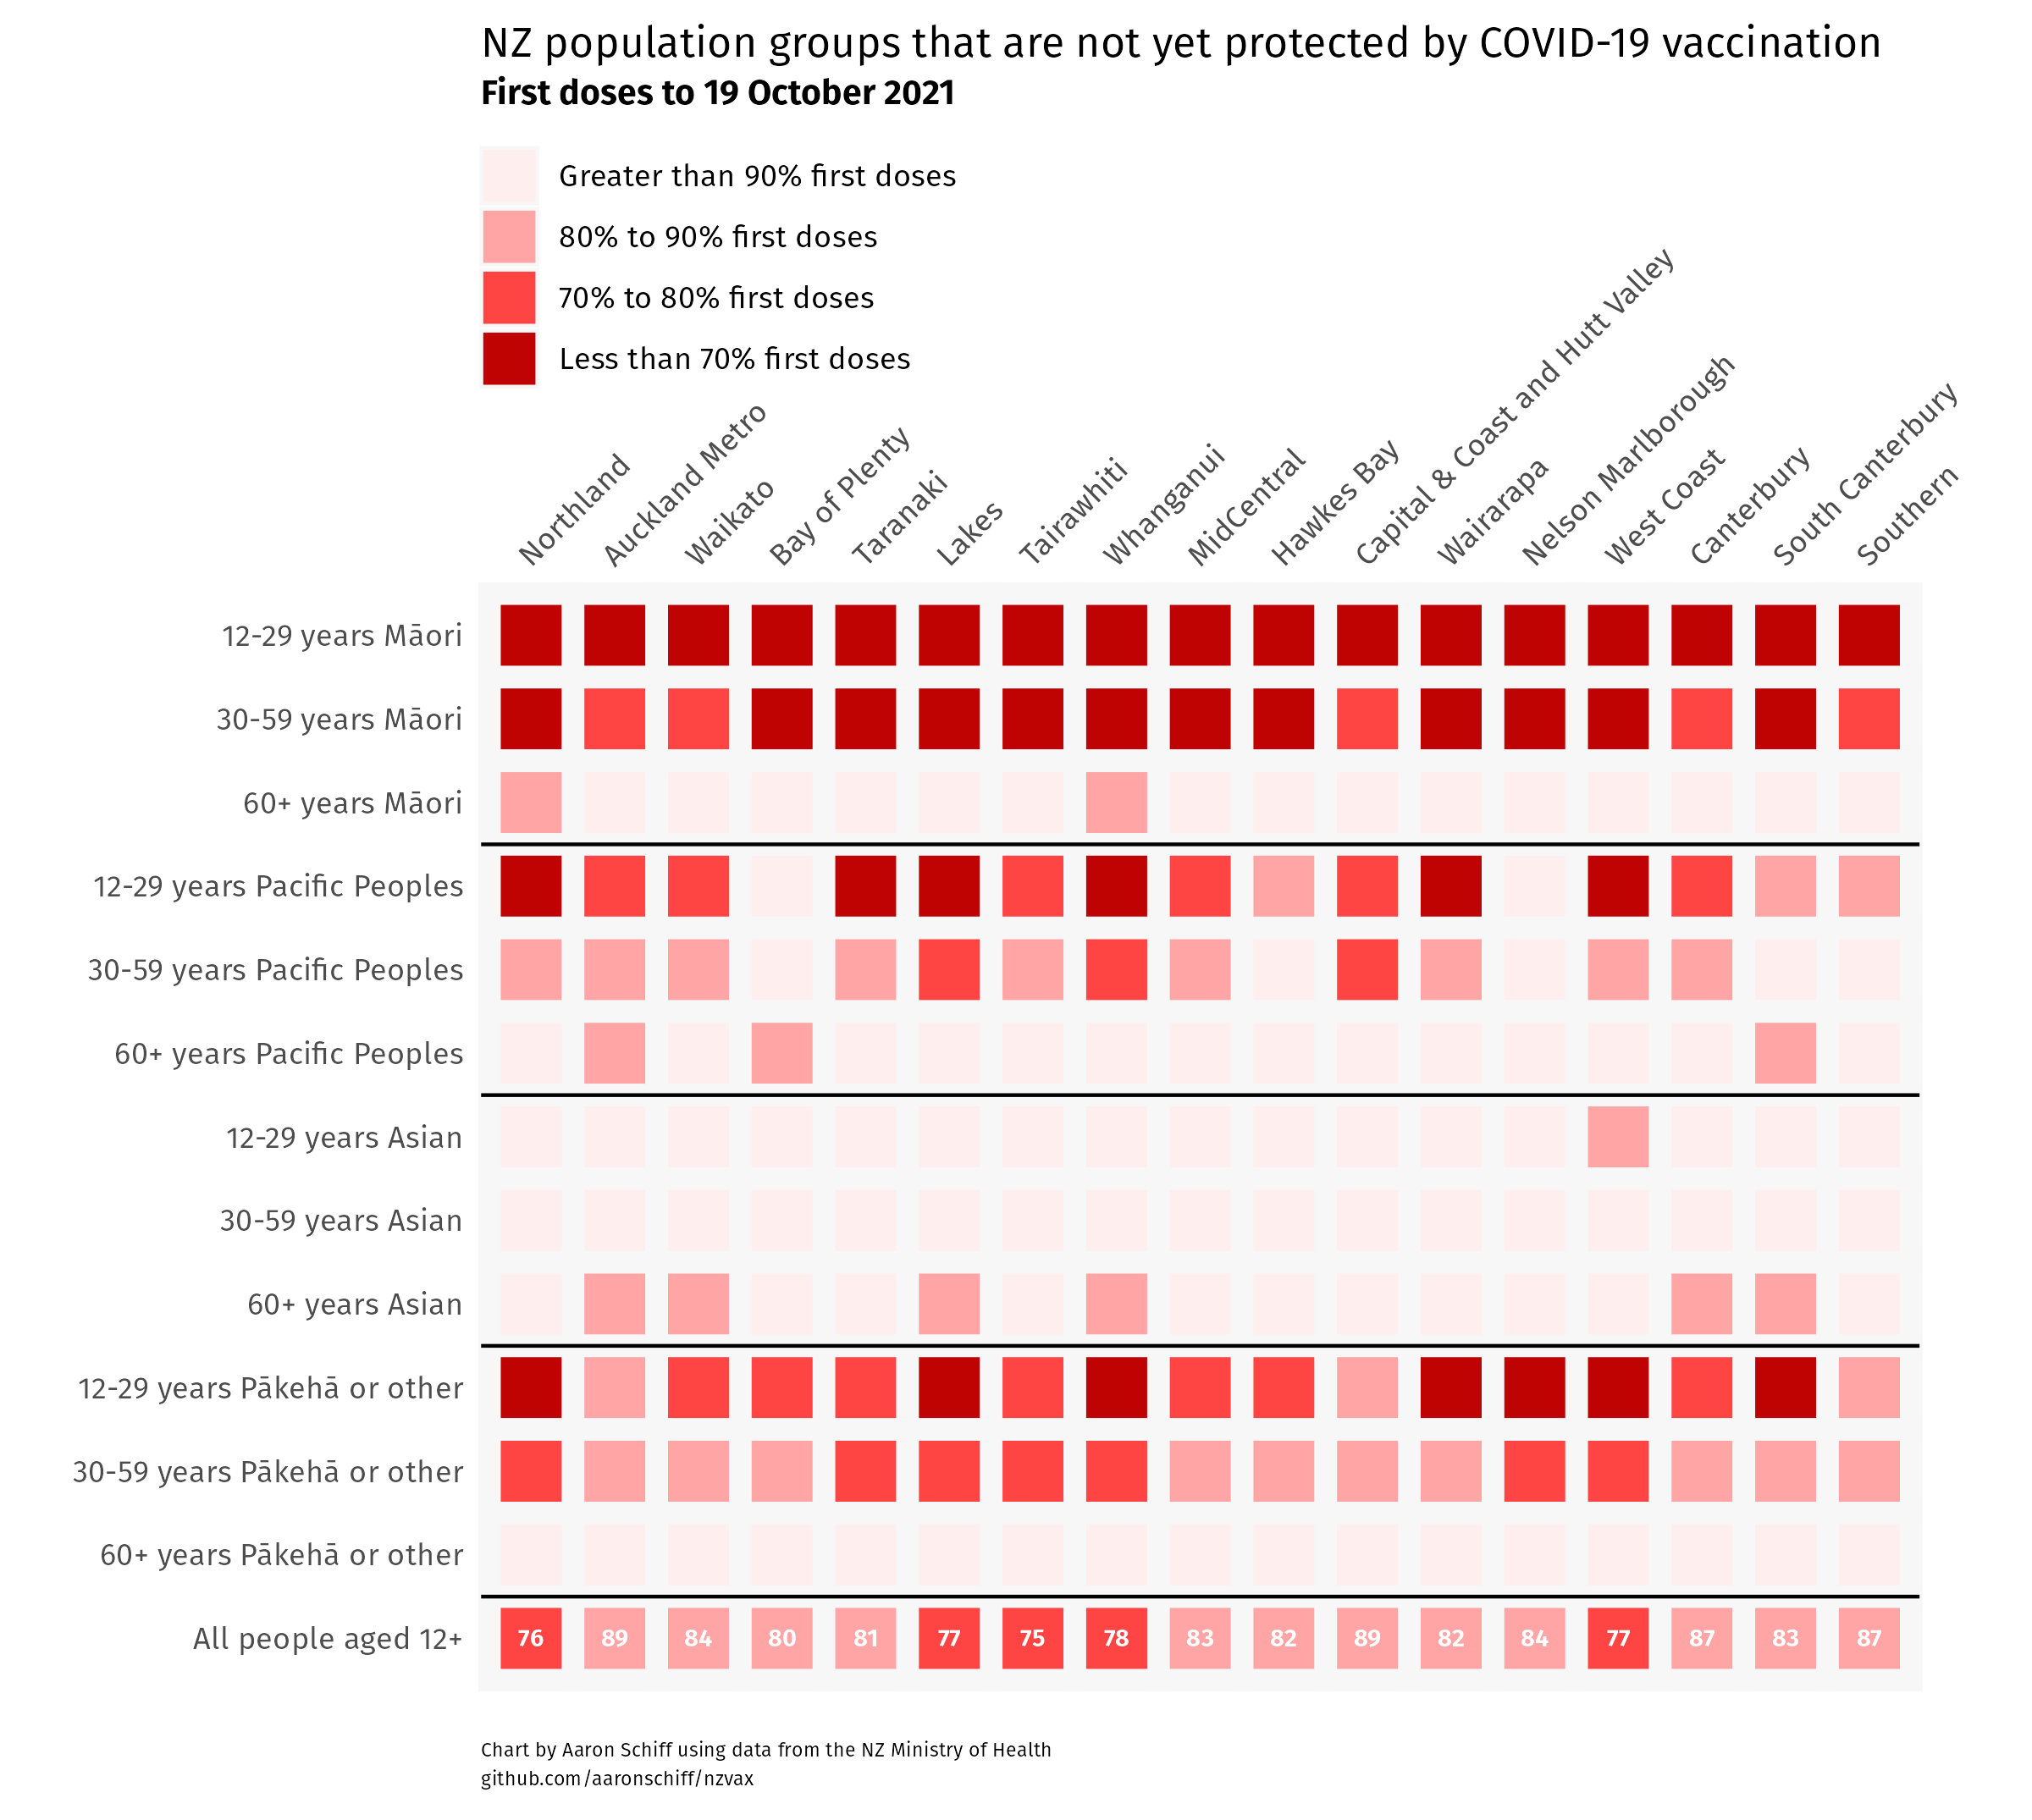 NZ population groups that are not yet protected by COVID-19 vaccination
First doses to 19 October 2021
Greater than 90% first doses
80% to 90% first doses
70% to 80% first doses
Less than 70% first doses
Northland
Auckland Metro
Waikato
Bay of Plenty
Taranaki
Lakes
Tairawhiti
Whanganui
MidCentral
Hawkes Bay
Capital & Coast and Hutt Valley
Wairarapa
Nelson Marlborough
West Coast
Canterbury
South Canterbury
Southern
12-29 years Māori
30-59 years Māori
60+ years Māori
12-29 years Pacific Peoples
30-59 years Pacific Peoples
60+ years Pacific Peoples
12-29 years Asian
30-59 years Asian
60+ years Asian
12-29 years Pākehā or other
30-59 years Pākehā or other
60+ years Pākehā or other
All people aged 12+ 76 89 84 80 81 77 75 78 83 82 89 82 84 77 87 83 87
Chart by Aaron Schiff using data from the NZ Ministry of Health
github.com/aaronschiff/nzvax